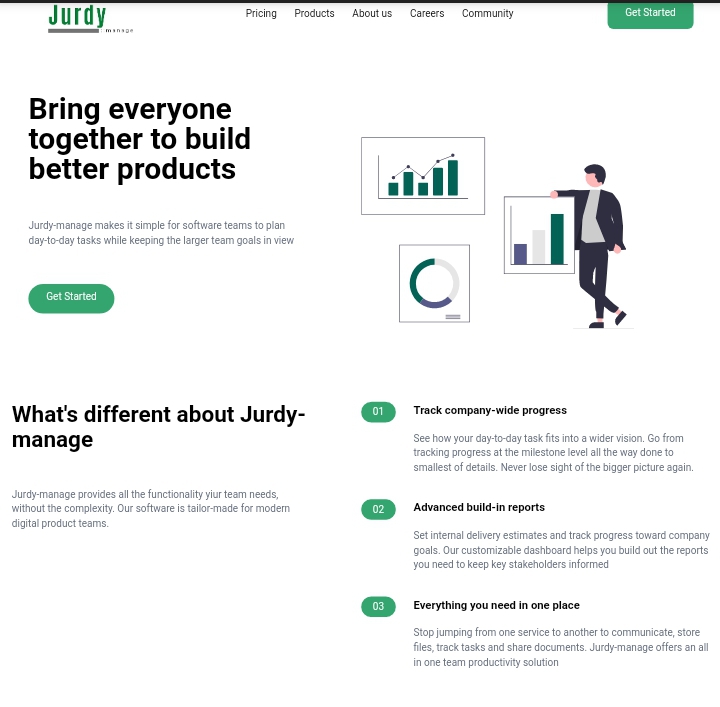 Jurdy
manage
Pricing Products About us Careers Community
Get Started
Bring everyone
together to build
better products
Jurdy-manage makes it simple for software teams to plan
day-to-day tasks while keeping the larger team goals in view
Get Started
What's different about Jurdy-
manage
Jurdy-manage provides all the functionality yiur team needs,
without the complexity. Our software is tailor-made for modern
digital product teams.
01
Track company-wide progress
See how your day-to-day task fits into a wider vision. Go from
tracking progress at the milestone level all the way done to
smallest of details. Never lose sight of the bigger picture again.
02
Advanced build-in reports
Set internal delivery estimates and track progress toward company
goals. Our customizable dashboard helps you build out the reports
you need to keep key stakeholders informed
03
Everything you need in one place
Stop jumping from one service to another to communicate, store
files, track tasks and share documents. Jurdy-manage offers an all
in one team productivity solution